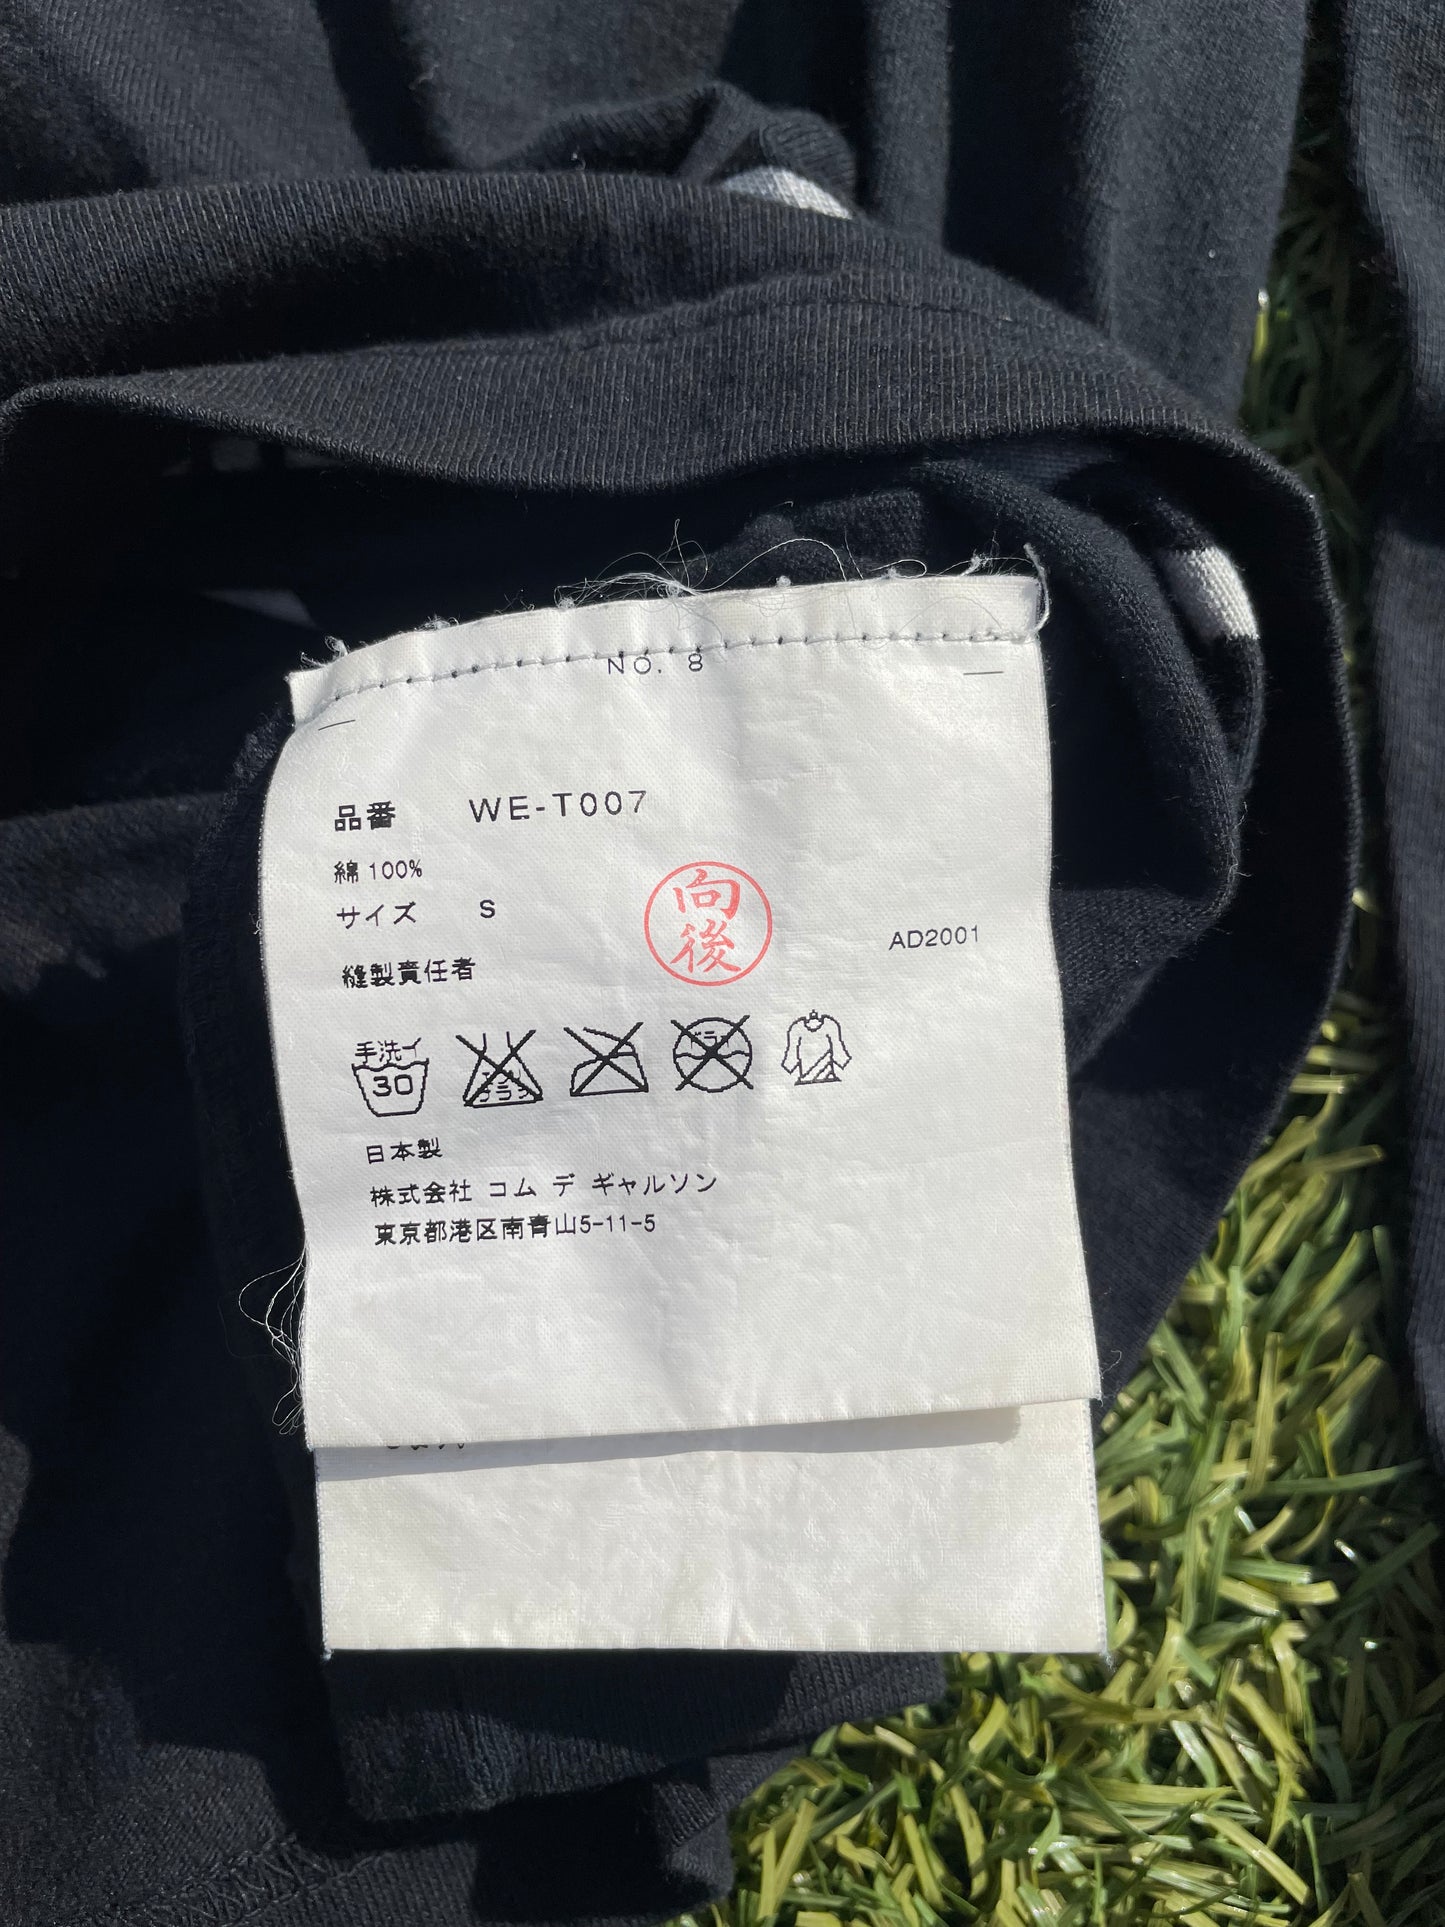 NO. 8
品番 WE-T007
綿 100%
サイズ S
向後
AD2001
縫製責任者
手洗イ
30
日本製
株式会社 コム デ ギャルソン
東京都港区南青山5-11-5